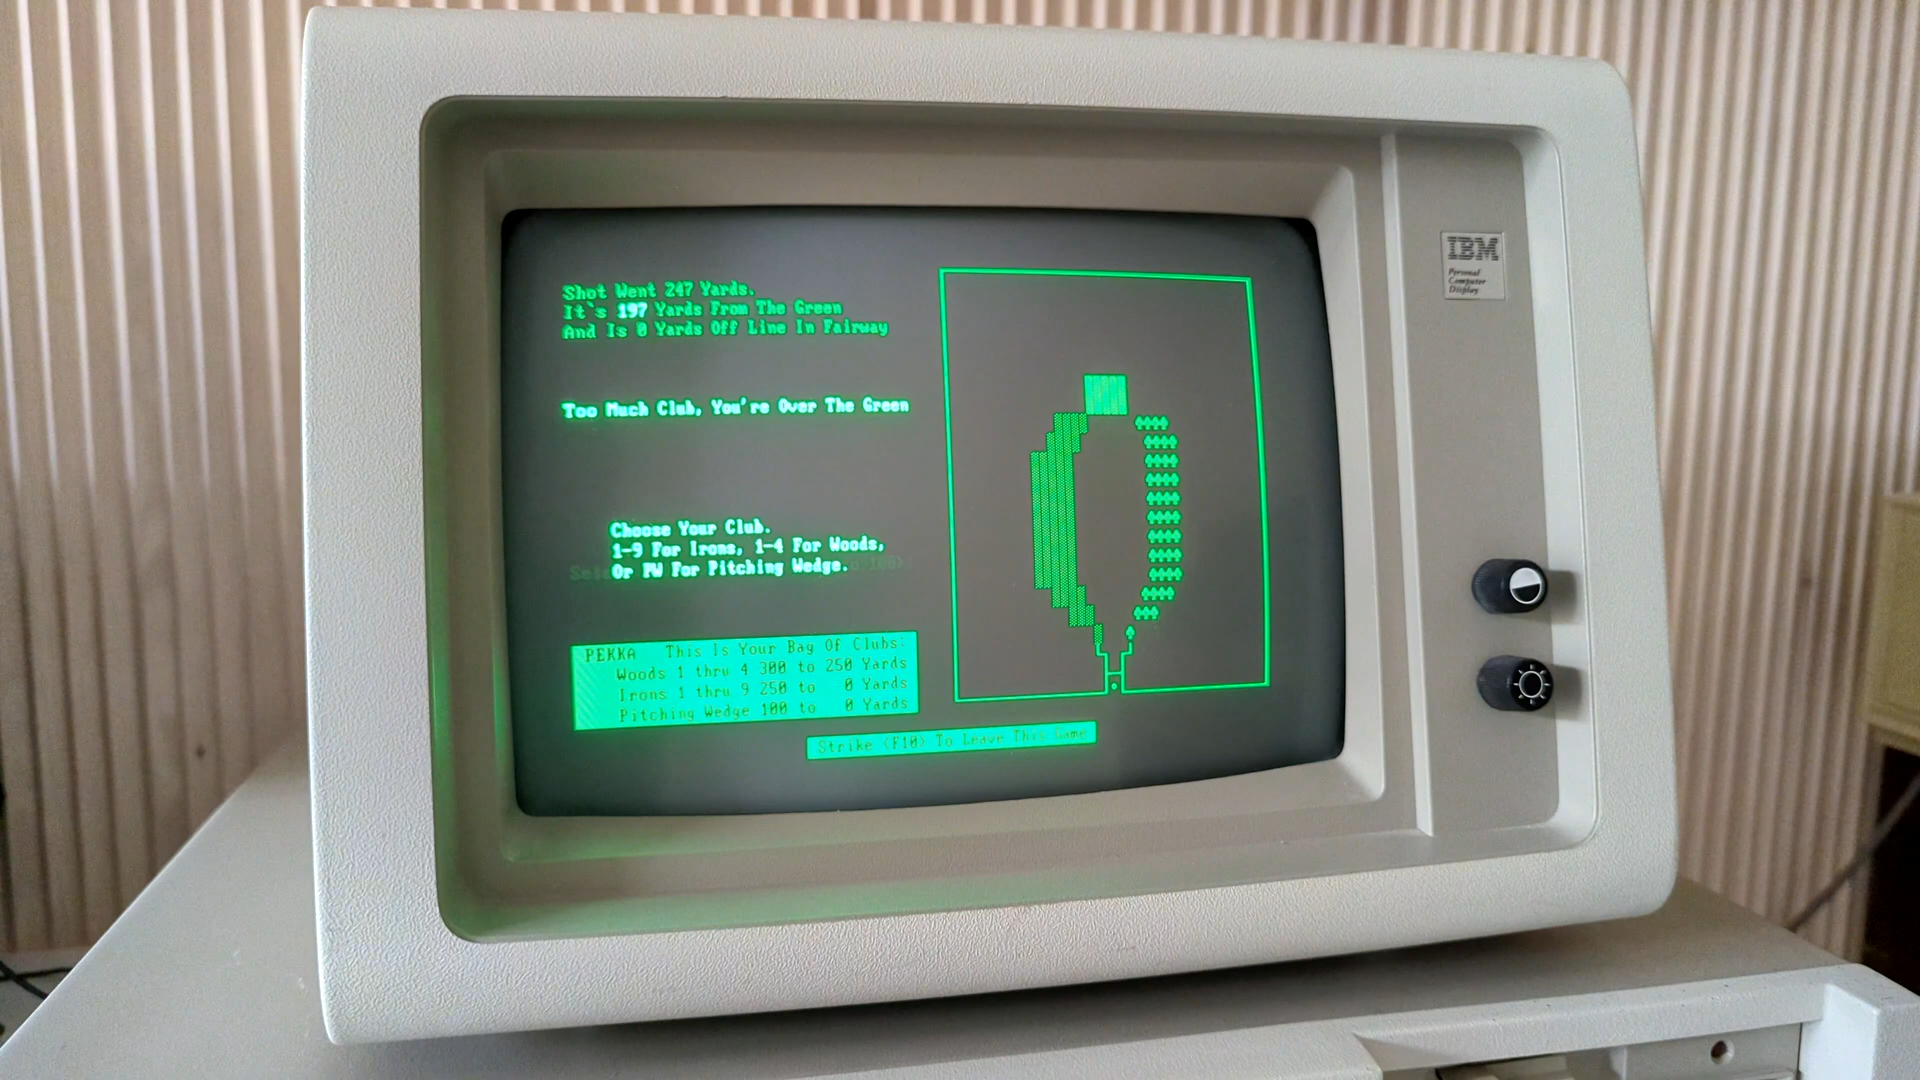 Shot Went 247 Yards.
It`s 197 Yards From The Green
And Is 0 Yards Off Line In Fairway
Too Much Club, You're Over The Green
Choose Your Club.
1-9 For Irons, 1-4 For Woods,
Or PW For Pitching Wedge.
PEKKA This Is Your Bag Of Clubs:
Woods 1 thru 4 300 to 250 Yards
Irons 1 thru 9 250 to 0 Yards
Pitching Wedge 100 to 0 Yards
Strike <F10> To Leave This Game
IBM
Personal
Computer
Display